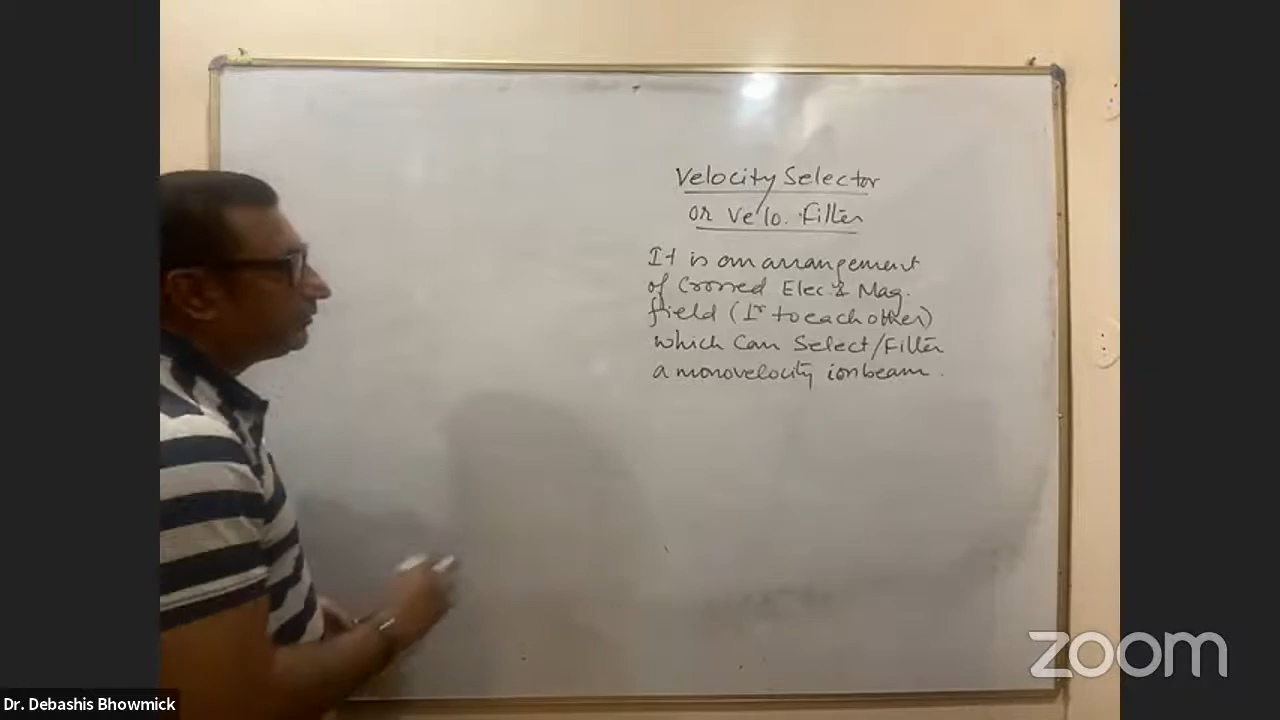 Velocity Selector
or Velo. Filter
It is an arrangement
of Crossed Elec. & Mag.
field (⊥r to each other)
which can Select/Filter
a monovelocity ion beam.
zoom
Dr. Debashis Bhowmick